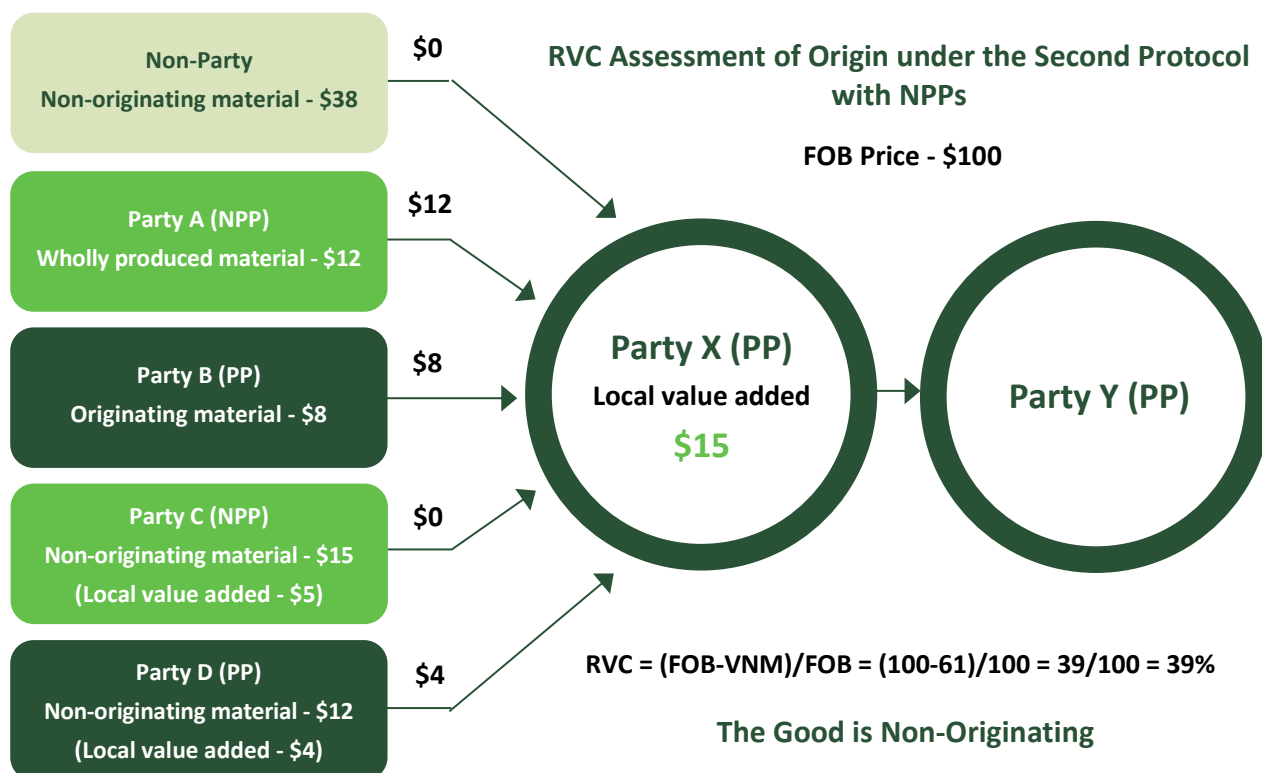 Non-Party
Non-originating material - $38
$0
RVC Assessment of Origin under the Second Protocol
with NPPs
FOB Price - $100
Party A (NPP)
Wholly produced material - $12
$12
Party B (PP)
Originating material - $8
$8
Party X (PP)
Local value added
$15
Party Y (PP)
Party C (NPP)
Non-originating material - $15
(Local value added - $5)
$0
Party D (PP)
Non-originating material - $12
(Local value added - $4)
$4
RVC = (FOB-VNM)/FOB = (100-61)/100 = 39/100 = 39%
The Good is Non-Originating